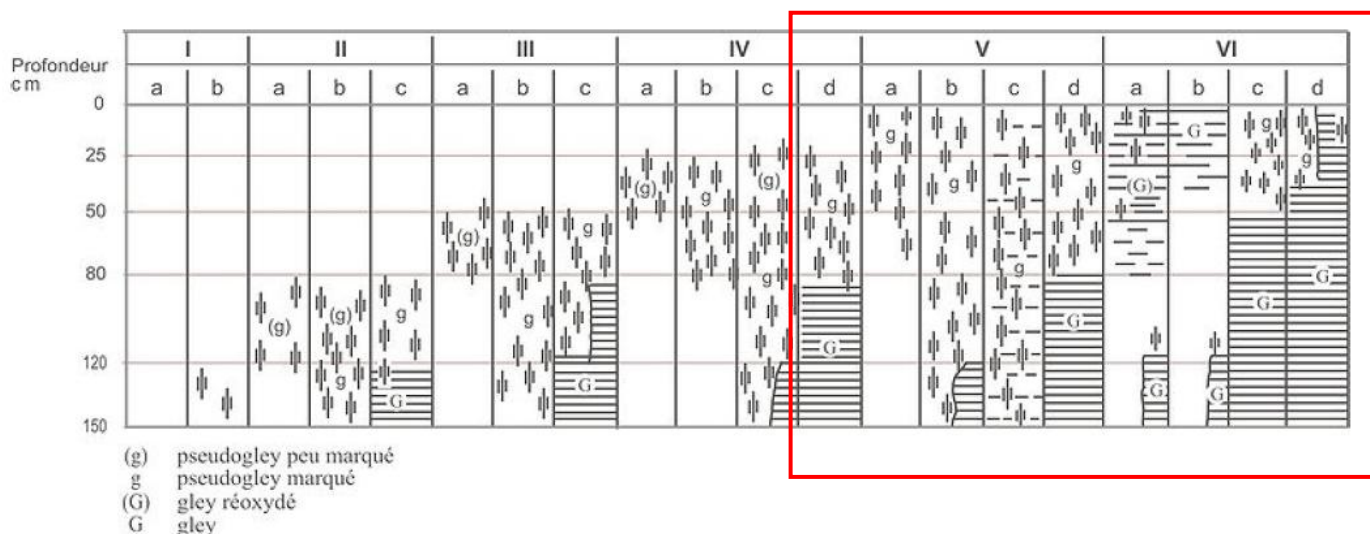 I II III IV V VI
Profondeur
cm
a b a b c a b c a b c d a b c d a b c d
0
g g G g
25
(g) g (g) g g g (G) g
50
(g) g
80
(g) (g) g g g g g G G
120
g G G G G G
150
(g) pseudogley peu marqué
g pseudogley marqué
(G) gley réoxydé
G gley